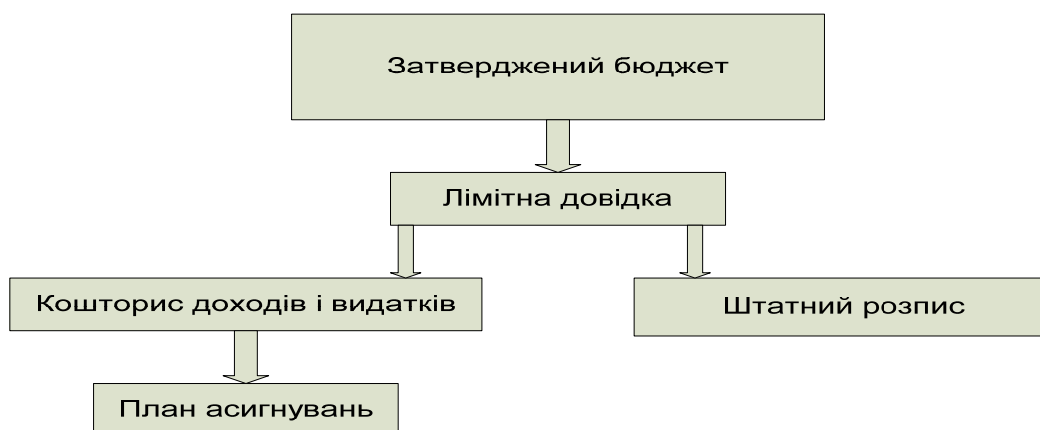 Затверджений бюджет
Лімітна довідка
Кошторис доходів і видатків
Штатний розпис
План асигнувань